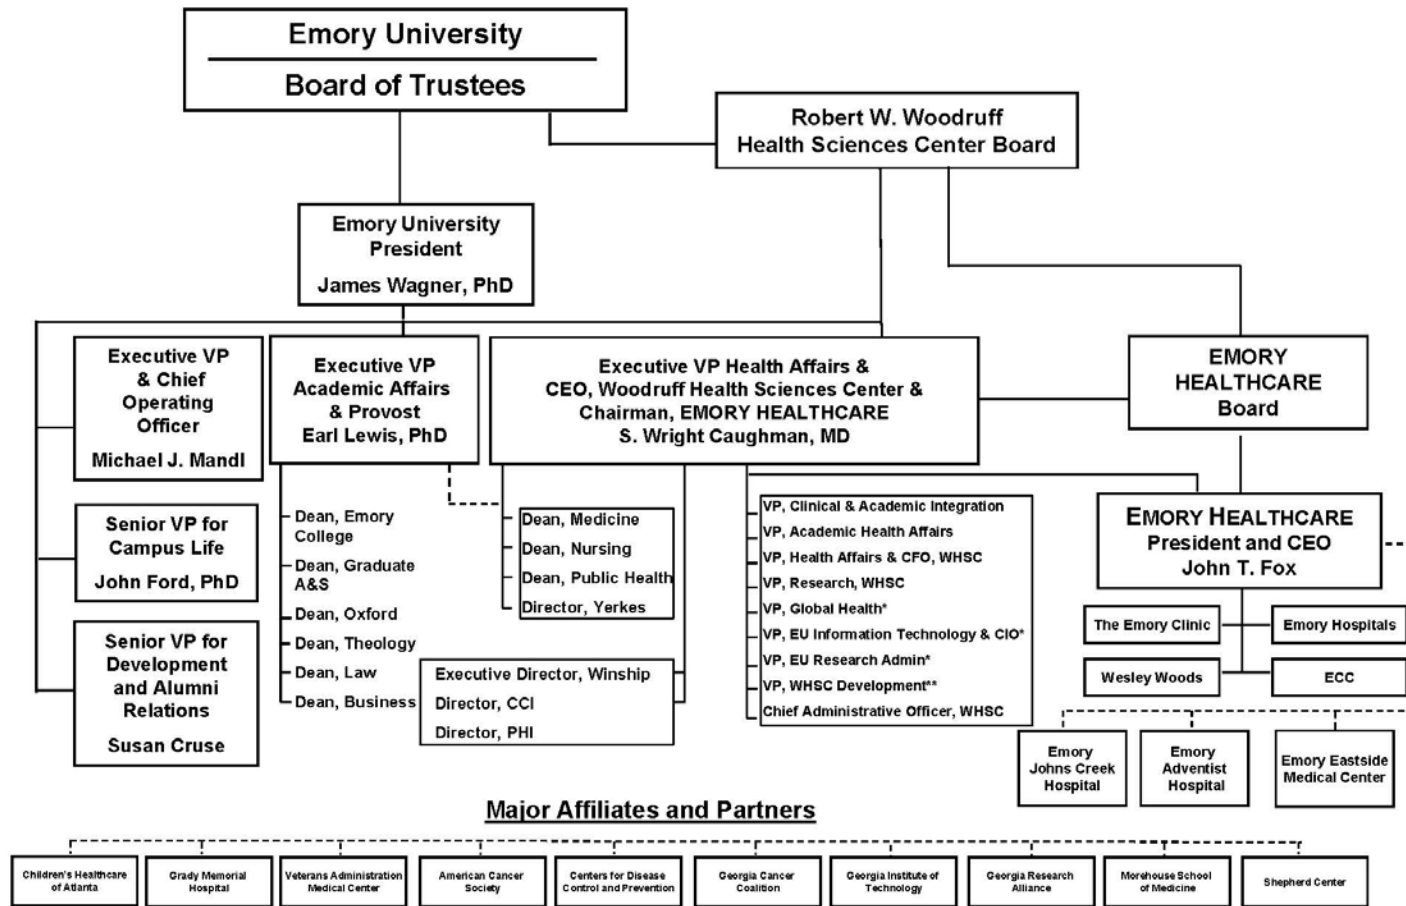 Emory University
Board of Trustees
Robert W. Woodruff
Health Sciences Center Board
Emory University
President
James Wagner, PhD
Executive VP
& Chief
Operating
Officer
Michael J. Mandl
Executive VP
Academic Affairs
& Provost
Earl Lewis, PhD
Executive VP Health Affairs &
CEO, Woodruff Health Sciences Center &
Chairman, EMORY HEALTHCARE
S. Wright Caughman, MD
EMORY
HEALTHCARE
Board
Senior VP for
Campus Life
John Ford, PhD
Senior VP for
Development
and Alumni
Relations
Susan Cruse
Dean, Emory
College
Dean, Graduate
A&S
Dean, Oxford
Dean, Theology
Dean, Law
Dean, Business
Dean, Medicine
Dean, Nursing
Dean, Public Health
Director, Yerkes
Executive Director, Winship
Director, CCI
Director, PHI
VP, Clinical & Academic Integration
VP, Academic Health Affairs
VP, Health Affairs & CFO, WHSC
VP, Research, WHSC
VP, Global Health*
VP, EU Information Technology & CIO*
VP, EU Research Admin*
VP, WHSC Development**
Chief Administrative Officer, WHSC
EMORY HEALTHCARE
President and CEO
John T. Fox
The Emory Clinic
Emory Hospitals
Wesley Woods
ECC
Emory
Johns Creek
Hospital
Emory
Adventist
Hospital
Emory Eastside
Medical Center
Major Affiliates and Partners
Children's Healthcare
of Atlanta
Grady Memorial
Hospital
Veterans Administration
Medical Center
American Cancer
Society
Centers for Disease
Control and Prevention
Georgia Cancer
Coalition
Georgia Institute of
Technology
Georgia Research
Alliance
Morehouse School
of Medicine
Shepherd Center